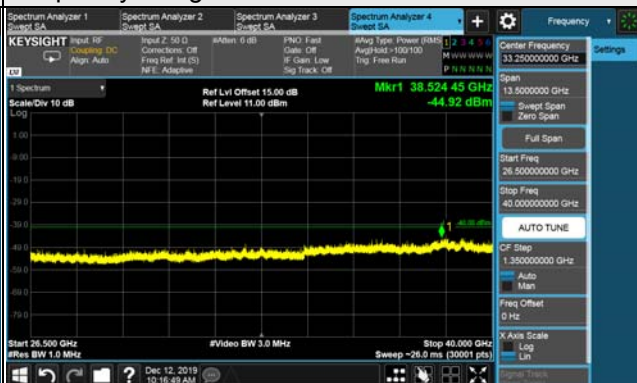 Spectrum Analyzer 1
Swept SA
Spectrum Analyzer 2
Swept SA
Spectrum Analyzer 3
Swept SA
Spectrum Analyzer 4
Swept SA
+
Frequency
KEYSIGHT
Input: RF
Coupling: DC
Align: Auto
Input Z: 50 Ω
Corrections: Off
Freq Ref: Int (S)
NFE: Adaptive
#Atten: 6 dB
PNO: Fast
Gate: Off
IF Gain: Low
Sig Track: Off
#Avg Type: Power (RMS)
Avg|Hold:>100/100
Trig: Free Run
1 2 3 4 5 6
M W W W W W
P N N N N N
LXI
1 Spectrum
Scale/Div 10 dB
Log
Ref Lvl Offset 15.00 dB
Ref Level 11.00 dBm
Mkr1 38.524 45 GHz
-44.92 dBm
1.00
-9.00
-19.0
-29.0
-39.0
-49.0
-59.0
-69.0
-79.0
-40.00 dBm
1
Start 26.500 GHz
#Res BW 1.0 MHz
#Video BW 3.0 MHz
Stop 40.000 GHz
Sweep ~26.0 ms (30001 pts)
Dec 12, 2019
10:16:49 AM
Center Frequency
33.250000000 GHz
Settings
Span
13.5000000 GHz
Swept Span
Zero Span
Full Span
Start Freq
26.500000000 GHz
Stop Freq
40.000000000 GHz
AUTO TUNE
CF Step
1.350000000 GHz
Auto
Man
Freq Offset
0 Hz
X Axis Scale
Log
Lin
Signal Track